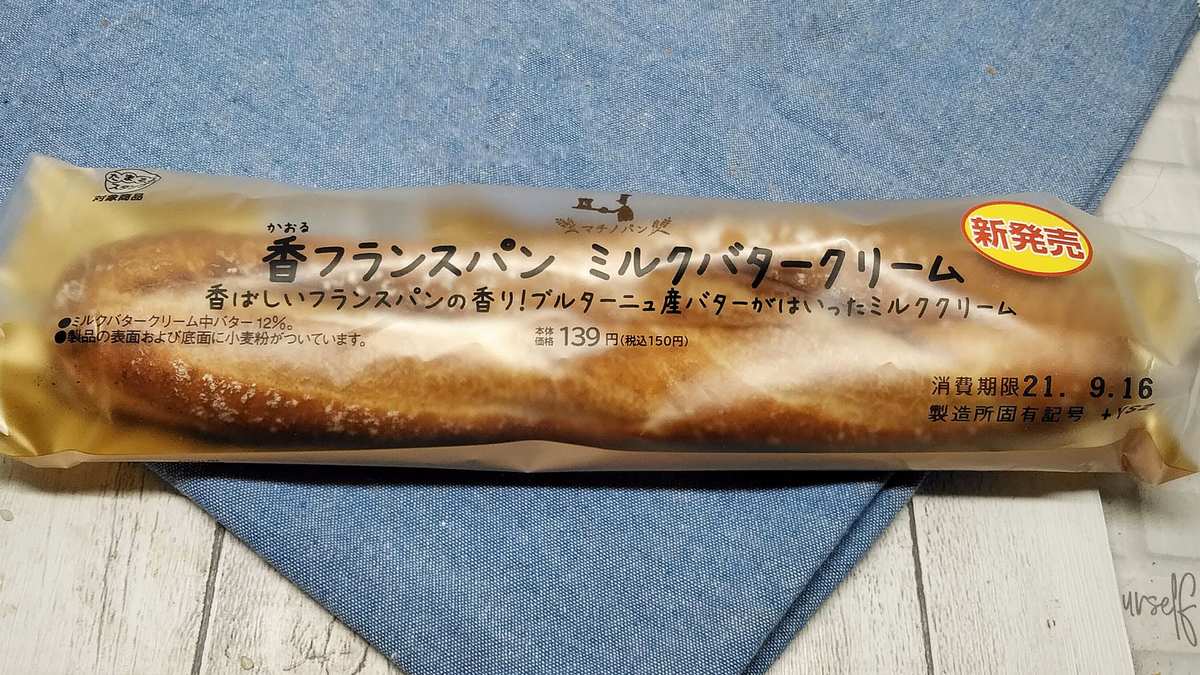 対象商品
マチノパン
新発売
かおる
香フランスパン ミルクバタークリーム
香ばしいフランスパンの香り!ブルターニュ産バターがはいったミルククリーム
●ミルクバタークリーム中バター12%。
●製品の表面および底面に小麦粉がついています。
本体価格 139円(税込150円)
消費期限21. 9.16
製造所固有記号 +YS2
urself